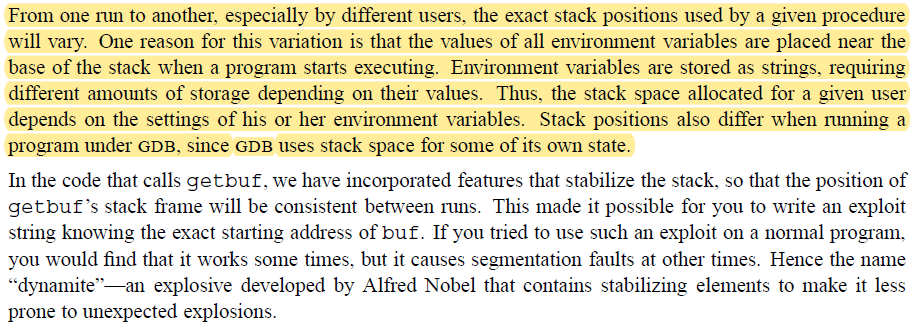 From one run to another, especially by different users, the exact stack positions used by a given procedure
will vary. One reason for this variation is that the values of all environment variables are placed near the
base of the stack when a program starts executing. Environment variables are stored as strings, requiring
different amounts of storage depending on their values. Thus, the stack space allocated for a given user
depends on the settings of his or her environment variables. Stack positions also differ when running a
program under GDB, since GDB uses stack space for some of its own state.
In the code that calls getbuf, we have incorporated features that stabilize the stack, so that the position of
getbuf’s stack frame will be consistent between runs. This made it possible for you to write an exploit
string knowing the exact starting address of buf. If you tried to use such an exploit on a normal program,
you would find that it works some times, but it causes segmentation faults at other times. Hence the name
“dynamite”—an explosive developed by Alfred Nobel that contains stabilizing elements to make it less
prone to unexpected explosions.